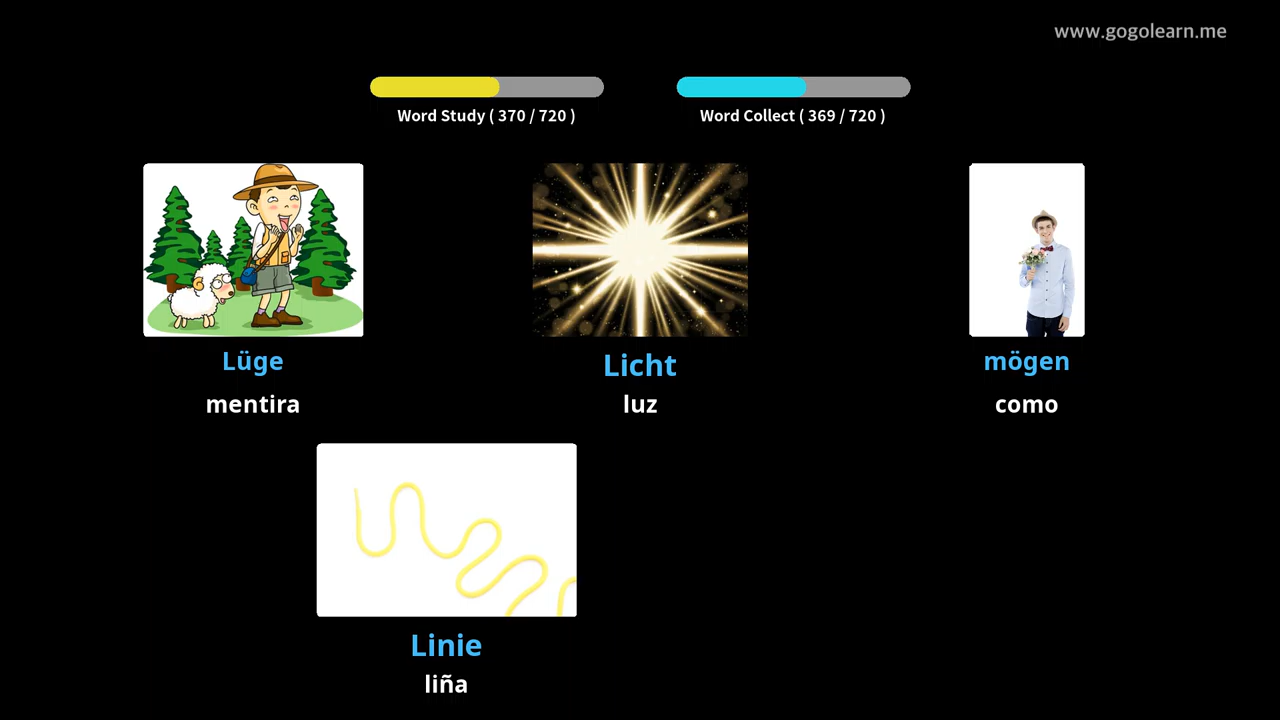 www.gogolearn.me
Word Study ( 370 / 720 )
Word Collect ( 369 / 720 )
Lüge
mentira
Licht
luz
mögen
como
Linie
liña